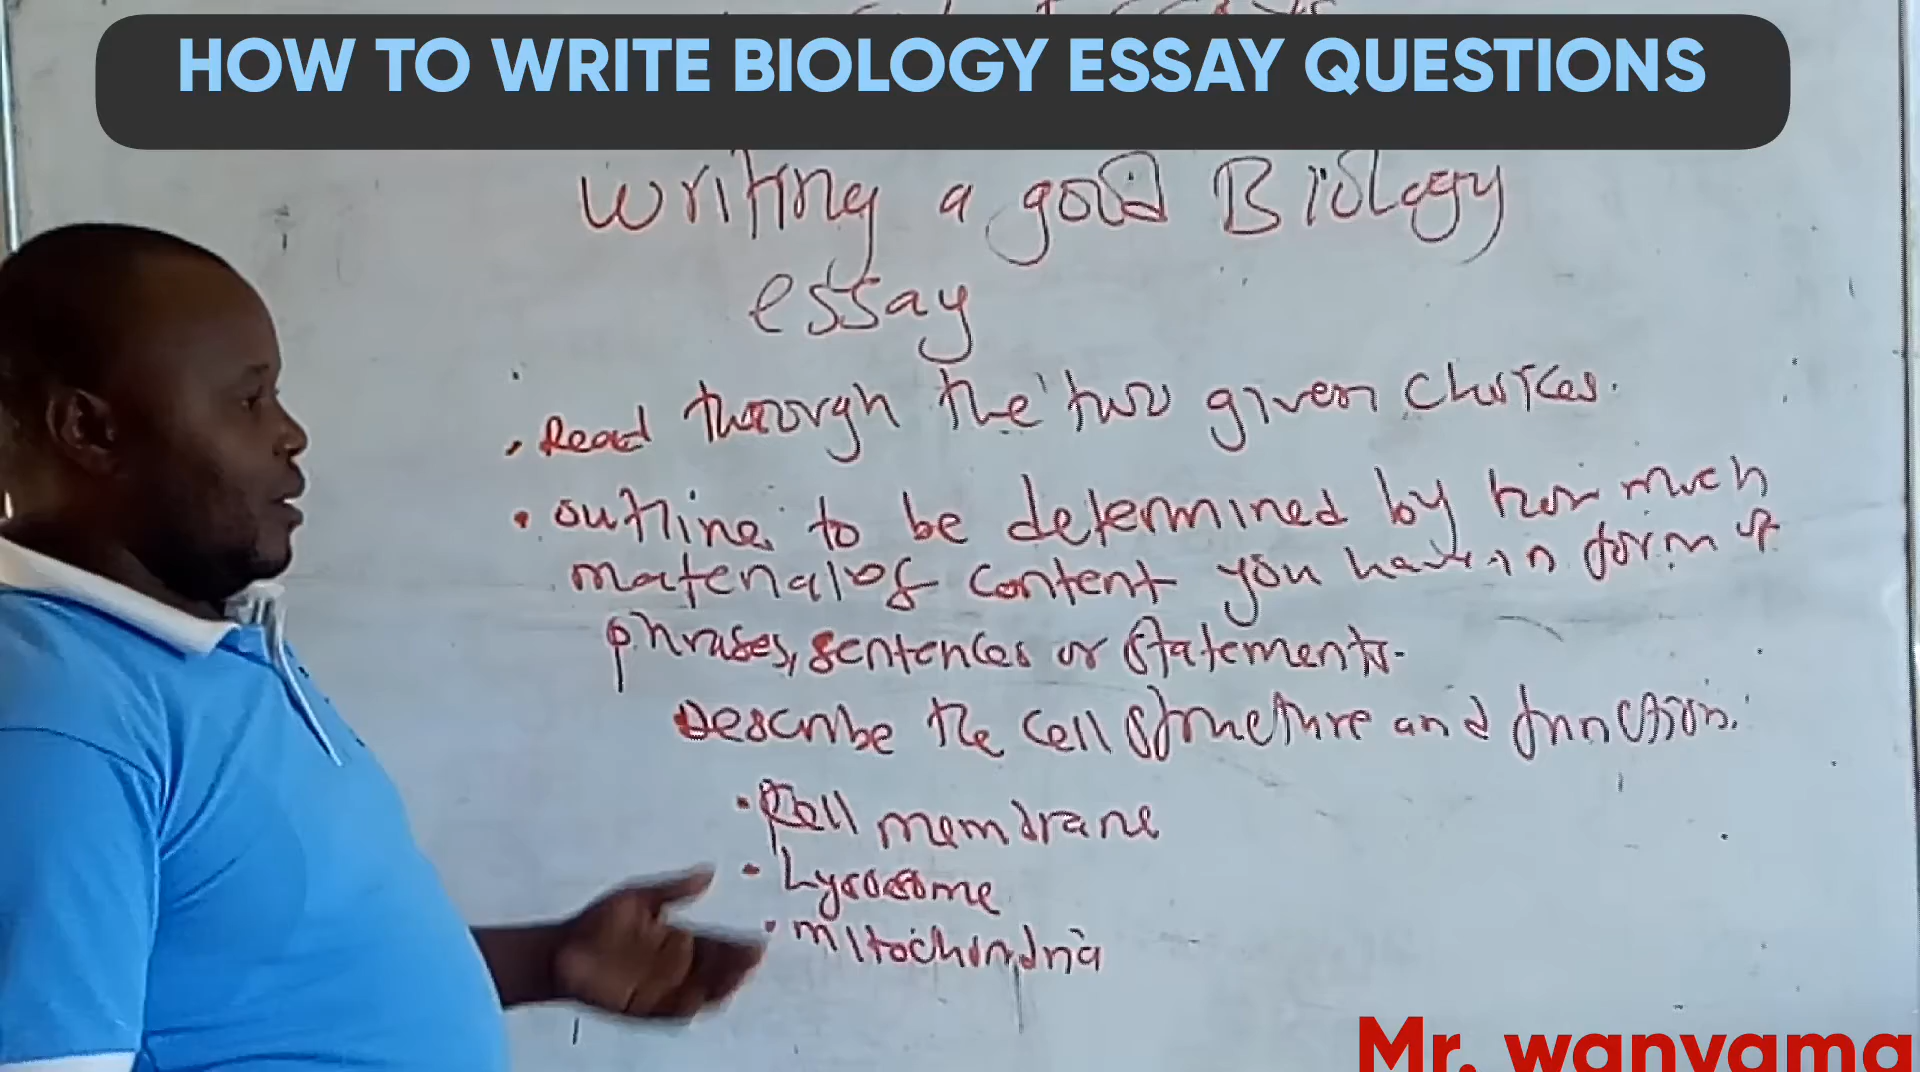 HOW TO WRITE BIOLOGY ESSAY QUESTIONS
Writing a good Biology
essay
• Read through the two given choices.
• outline to be determined by how much
material of content you have in form of
phrases, sentences or statements.
Describe the cell structure and function.
• Cell membrane
• Lysosome
• mitochondria
Mr. wanyama